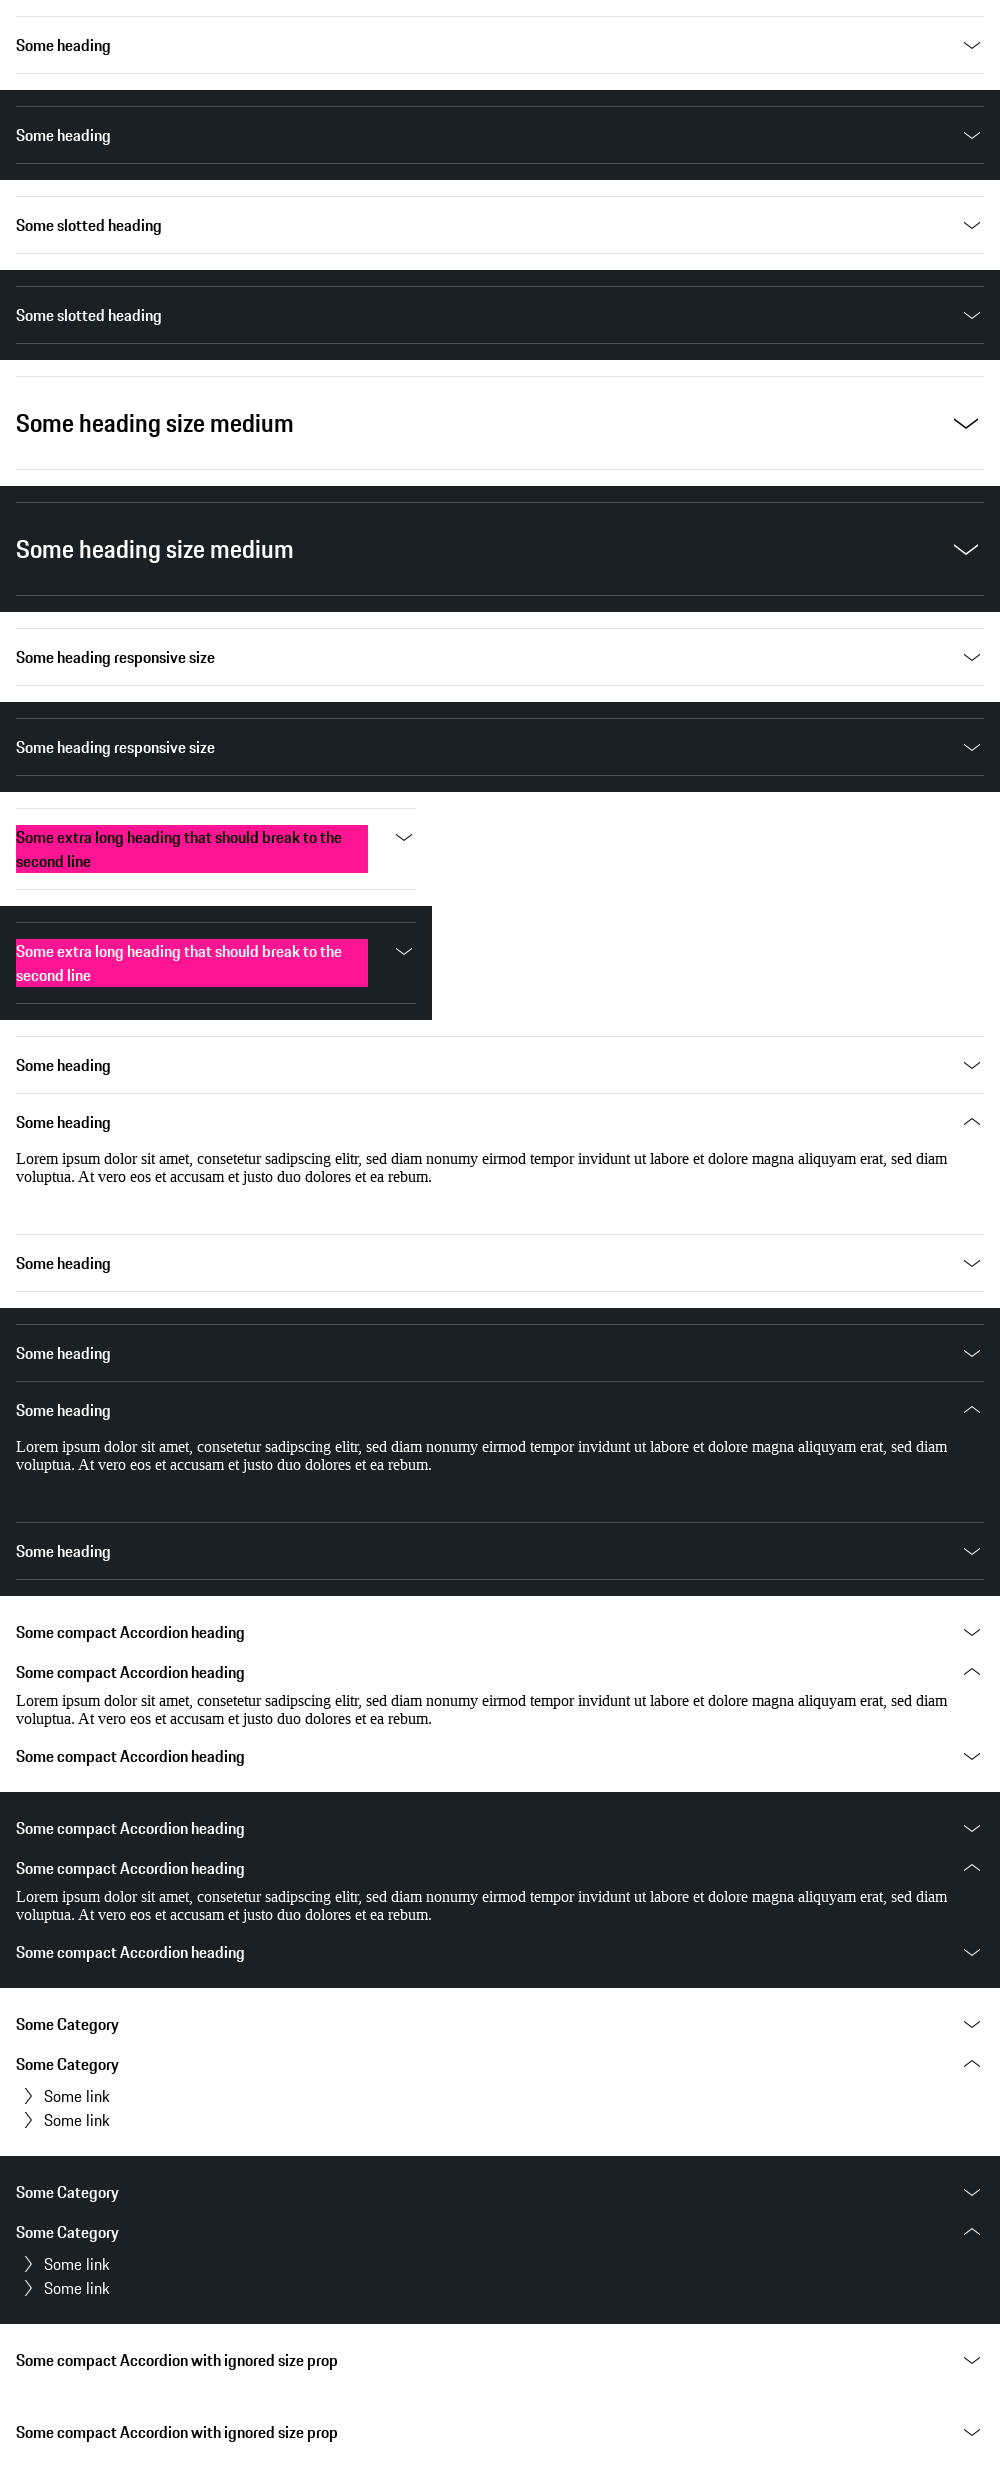 Some heading
Some heading
Some slotted heading
Some slotted heading
Some heading size medium
Some heading size medium
Some heading responsive size
Some heading responsive size
Some extra long heading that should break to the
second line
Some extra long heading that should break to the
second line
Some heading
Some heading
Lorem ipsum dolor sit amet, consetetur sadipscing elitr, sed diam nonumy eirmod tempor invidunt ut labore et dolore magna aliquyam erat, sed diam
voluptua. At vero eos et accusam et justo duo dolores et ea rebum.
Some heading
Some heading
Some heading
Lorem ipsum dolor sit amet, consetetur sadipscing elitr, sed diam nonumy eirmod tempor invidunt ut labore et dolore magna aliquyam erat, sed diam
voluptua. At vero eos et accusam et justo duo dolores et ea rebum.
Some heading
Some compact Accordion heading
Some compact Accordion heading
Lorem ipsum dolor sit amet, consetetur sadipscing elitr, sed diam nonumy eirmod tempor invidunt ut labore et dolore magna aliquyam erat, sed diam
voluptua. At vero eos et accusam et justo duo dolores et ea rebum.
Some compact Accordion heading
Some compact Accordion heading
Some compact Accordion heading
Lorem ipsum dolor sit amet, consetetur sadipscing elitr, sed diam nonumy eirmod tempor invidunt ut labore et dolore magna aliquyam erat, sed diam
voluptua. At vero eos et accusam et justo duo dolores et ea rebum.
Some compact Accordion heading
Some Category
Some Category
Some link
Some link
Some Category
Some Category
Some link
Some link
Some compact Accordion with ignored size prop
Some compact Accordion with ignored size prop